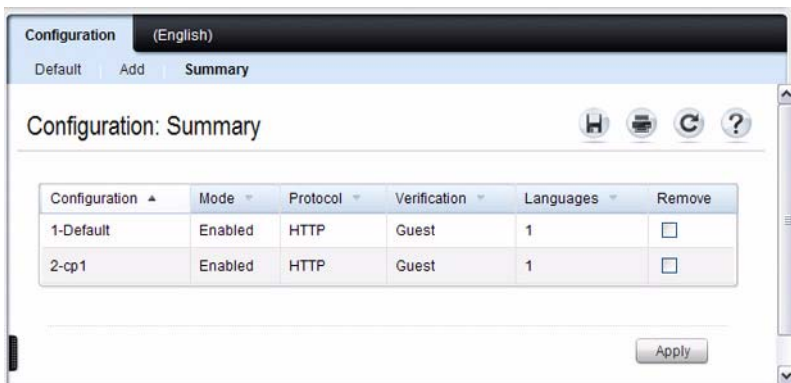 Configuration (English)
Default Add Summary
Configuration: Summary
Configuration Mode Protocol Verification Languages Remove
1-Default Enabled HTTP Guest 1
2-cp1 Enabled HTTP Guest 1
Apply